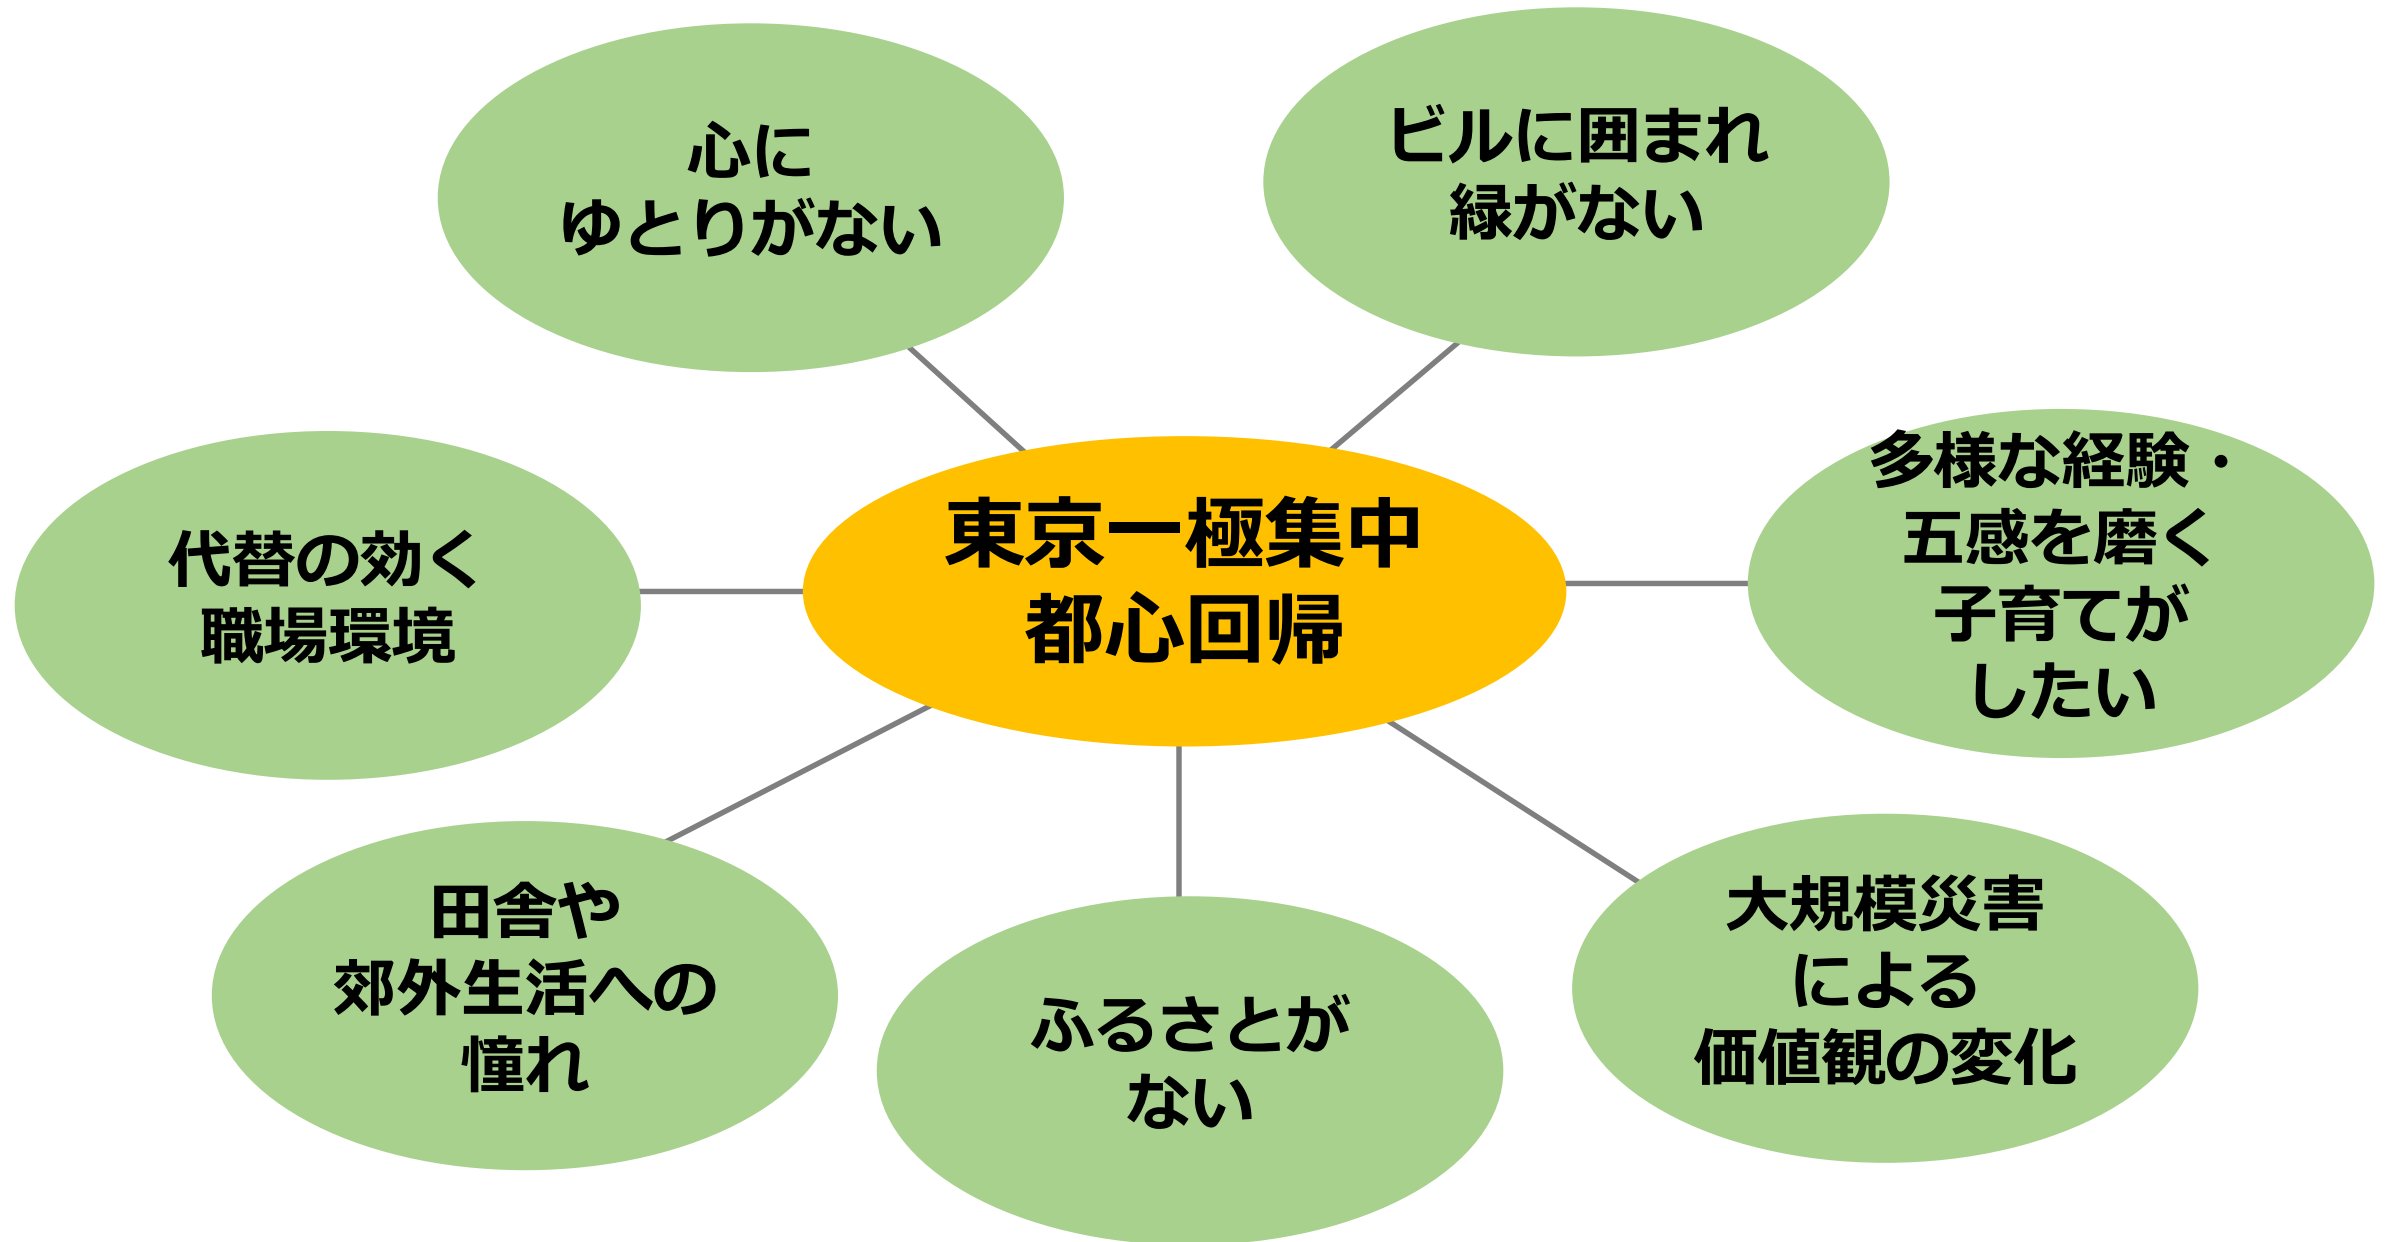 心に
ゆとりがない
ビルに囲まれ
緑がない
東京一極集中
都心回帰
多様な経験・
五感を磨く
子育てが
したい
代替の効く
職場環境
田舎や
郊外生活への
憧れ
ふるさとが
ない
大規模災害
による
価値観の変化